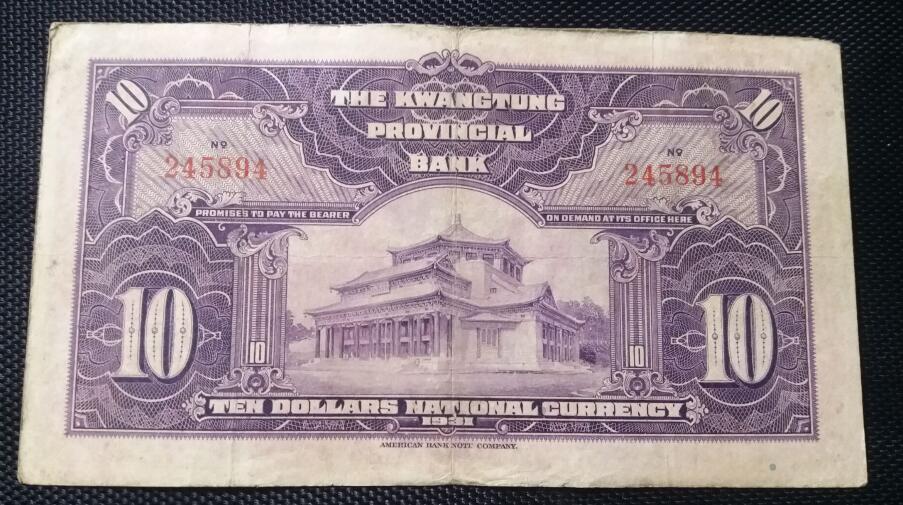 10 THE KWANGTUNG 10
PROVINCIAL
BANK
Nº 245894 Nº 245894
PROMISES TO PAY THE BEARER ON DEMAND AT ITS OFFICE HERE
10 10 10 10
TEN DOLLARS NATIONAL CURRENCY
1931
AMERICAN BANK NOTE COMPANY.